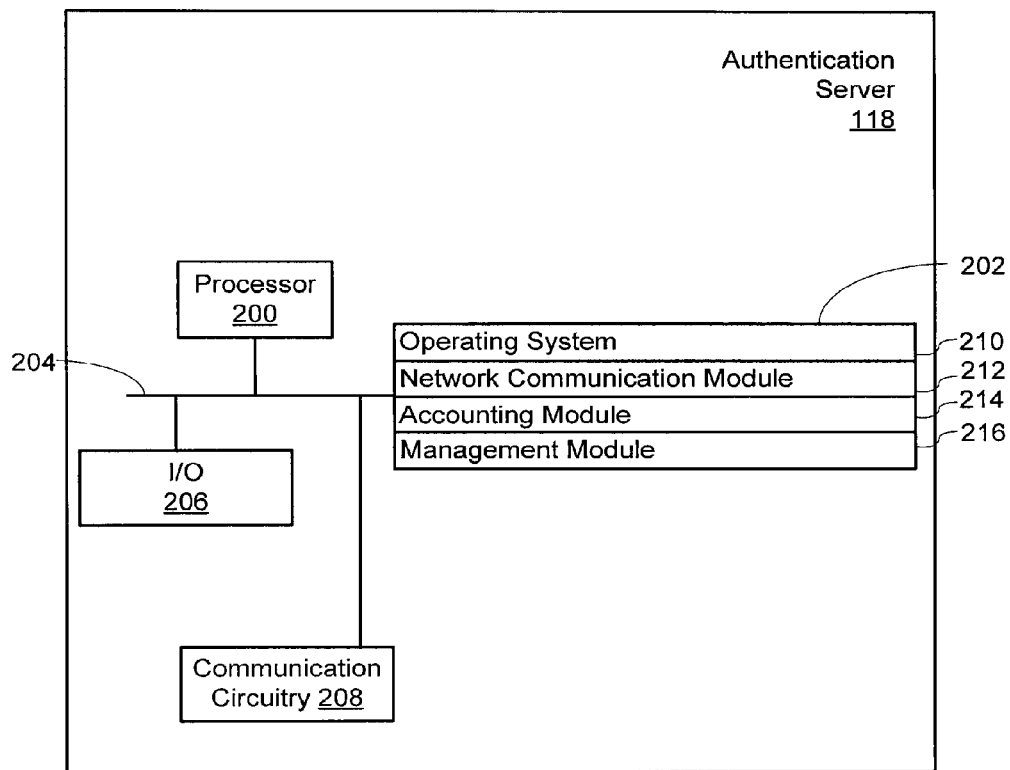 Authentication
Server
118
202
Processor
200
Operating System
210
204
Network Communication Module
212
Accounting Module
214
Management Module
216
I/O
206
Communication
Circuitry 208